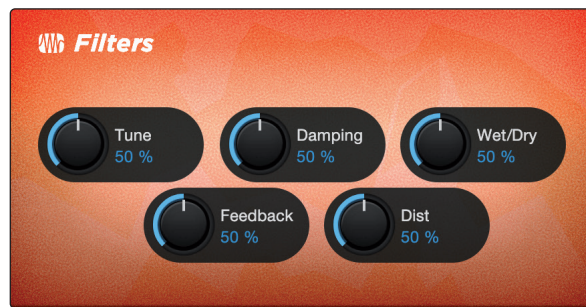 Filters
Tune
50 %
Damping
50 %
Wet/Dry
50 %
Feedback
50 %
Dist
50 %